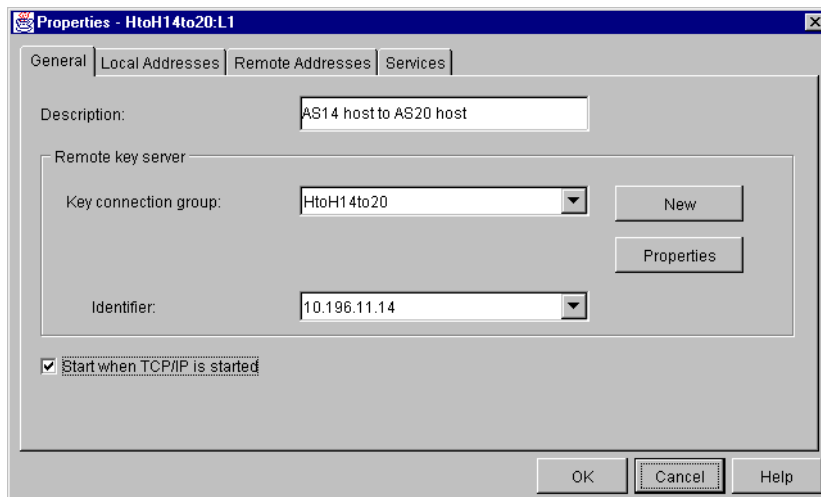 Properties - HtoH14to20:L1
General Local Addresses Remote Addresses Services
Description: AS14 host to AS20 host
Remote key server
Key connection group: HtoH14to20 New
Properties
Identifier: 10.196.11.14
Start when TCP/IP is started
OK Cancel Help